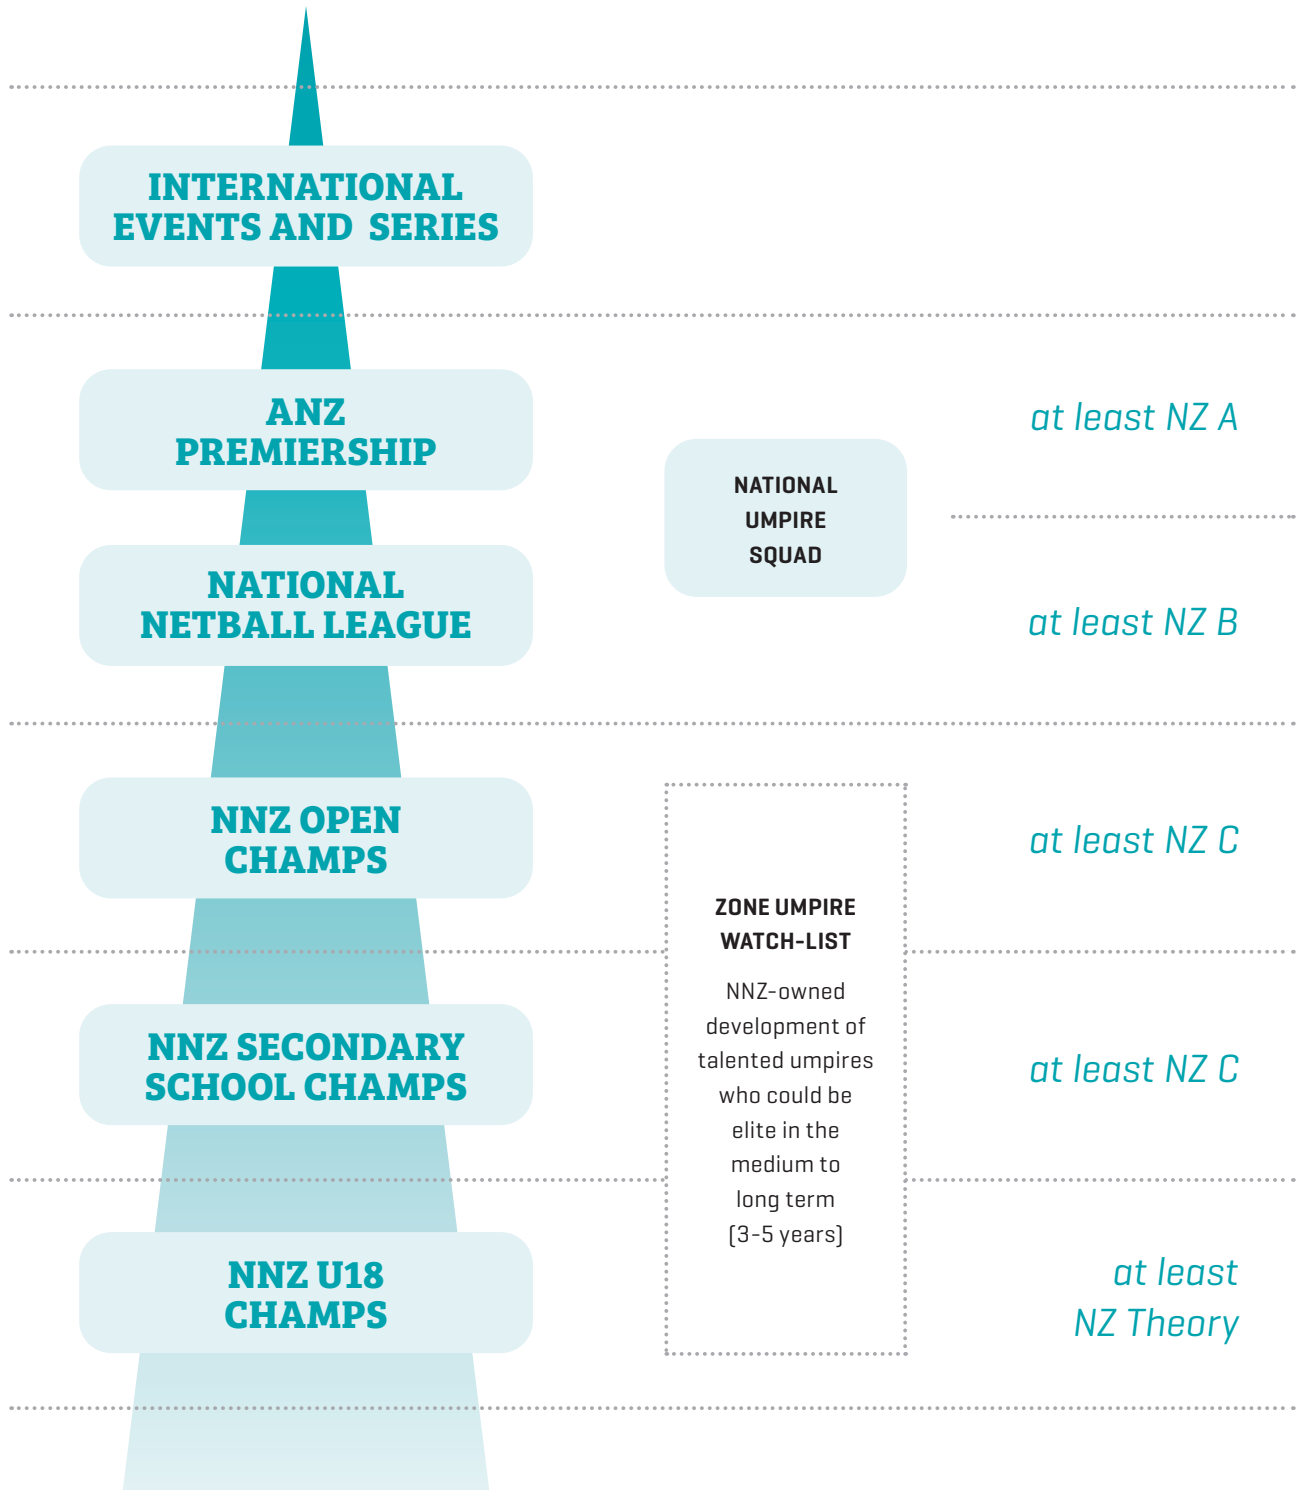 INTERNATIONAL
EVENTS AND SERIES
ANZ
PREMIERSHIP
at least NZ A
NATIONAL
UMPIRE
SQUAD
NATIONAL
NETBALL LEAGUE
at least NZ B
NNZ OPEN
CHAMPS
at least NZ C
ZONE UMPIRE
WATCH-LIST
NNZ-owned
development of
talented umpires
who could be
elite in the
medium to
long term
(3-5 years)
NNZ SECONDARY
SCHOOL CHAMPS
at least NZ C
NNZ U18
CHAMPS
at least
NZ Theory